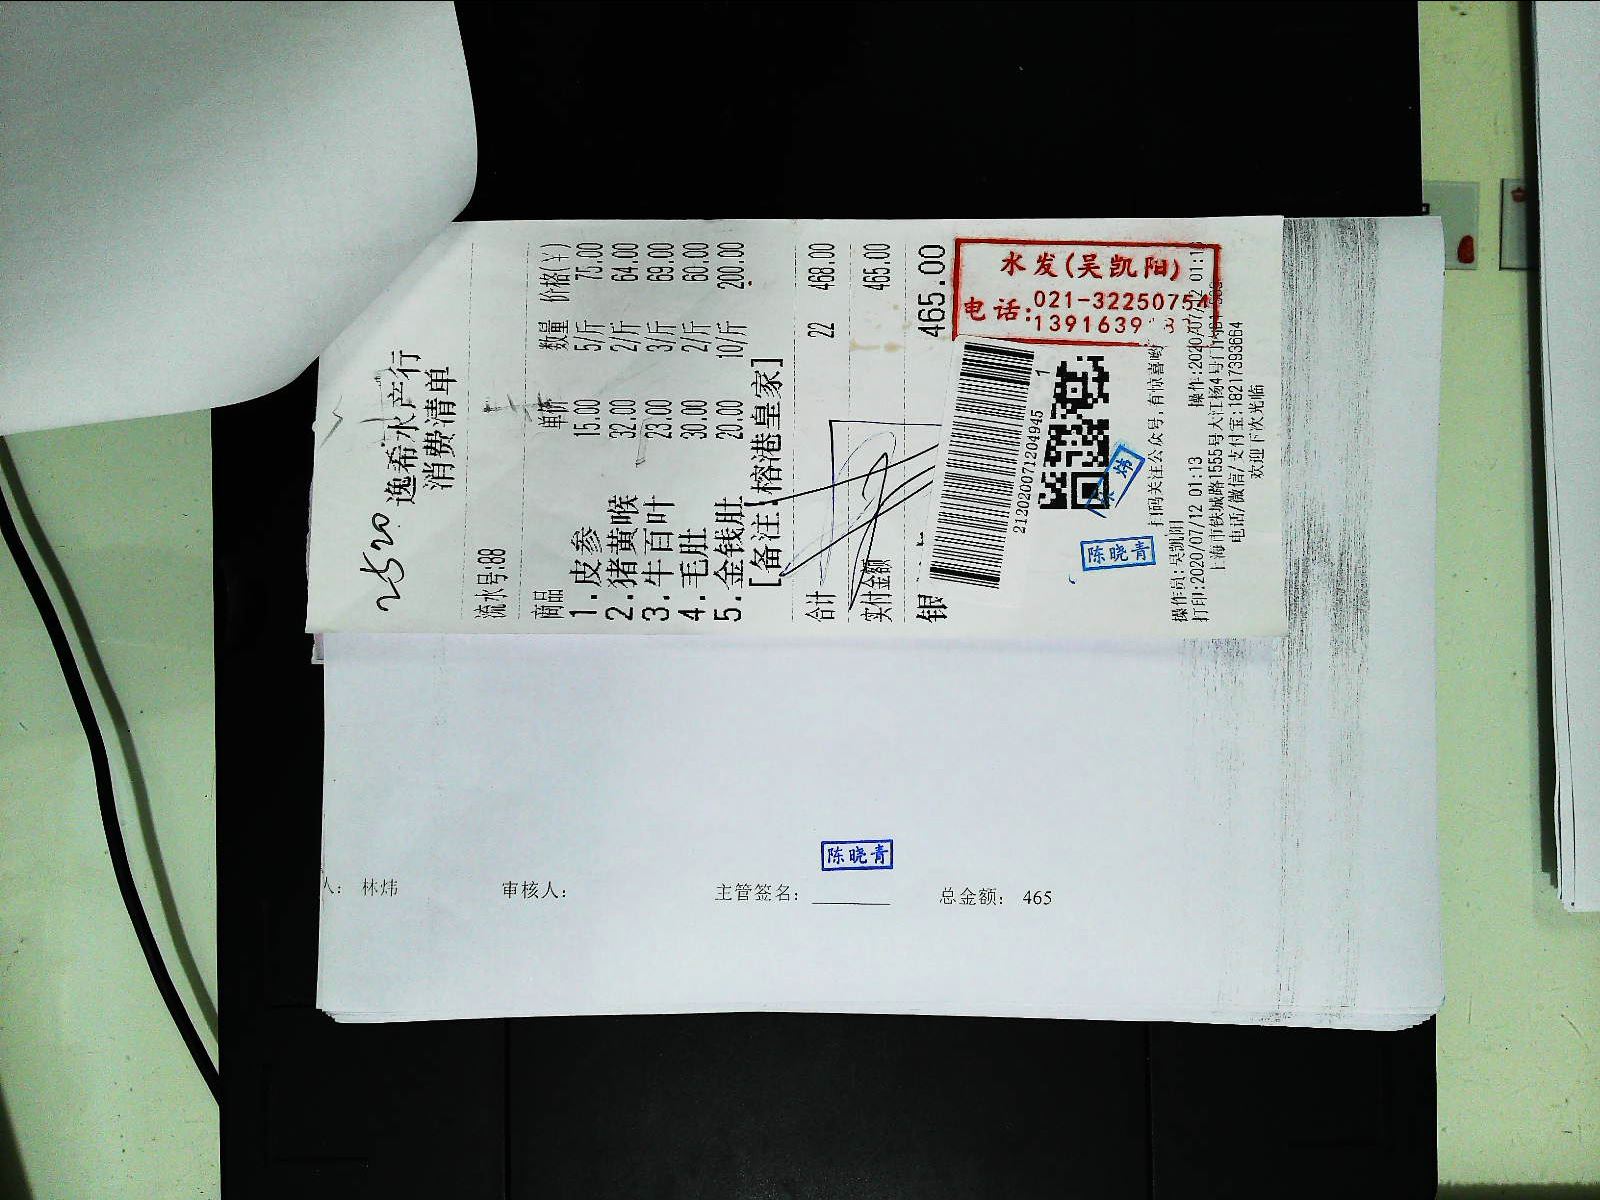 2520
逸希水产行
消费清单
流水号:88
商品 单价 数量 价格(¥)
1.皮参 15.00 5/斤 75.00
2.猪黄喉 32.00 2/斤 64.00
3.牛百叶 23.00 3/斤 69.00
4.毛肚 30.00 2/斤 60.00
5.金钱肚 20.00 10/斤 200.00
[备注]榕港皇家]
合计 22 468.00
实付金额 465.00
银 465.00
水发(吴凯阳)
电话:021-3225075
1391639
212020071204945
1
炜
陈晓青
扫码关注公众号,有惊喜哟
操作员:吴凯阳 操作:2020/07/12 01:1
打印:2020/07/12 01:13
上海市铁城路1555号大江杨4号门
电话/微信/支付宝:18217393664
欢迎下次光临
陈晓青
人: 林炜 审核人: 主管签名: 总金额: 465